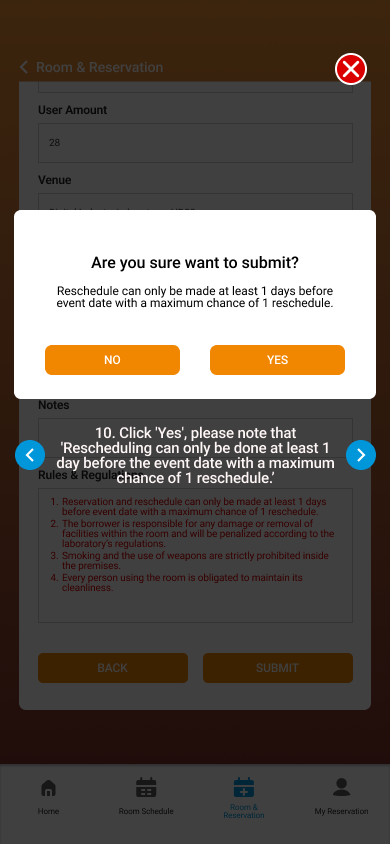 Room & Reservation
User Amount
28
Venue
Are you sure want to submit?
Reschedule can only be made at least 1 days before
event date with a maximum chance of 1 reschedule.
NO
YES
Notes
10. Click 'Yes', please note that
'Rescheduling can only be done at least 1
day before the event date with a maximum
chance of 1 reschedule.'
Rules & Regulations
1. Reservation and reschedule can only be made at least 1 days
before event date with a maximum chance of 1 reschedule.
2. The borrower is responsible for any damage or removal of
facilities within the room and will be penalized according the
laboratory's regulations.
3. Smoking and the use of weapons are strictly prohibited inside
the premises.
4. Every person using the room is obligated to maintain its
cleanliness.
BACK
SUBMIT
Home
Room Schedule
Room &
Reservation
My Reservation